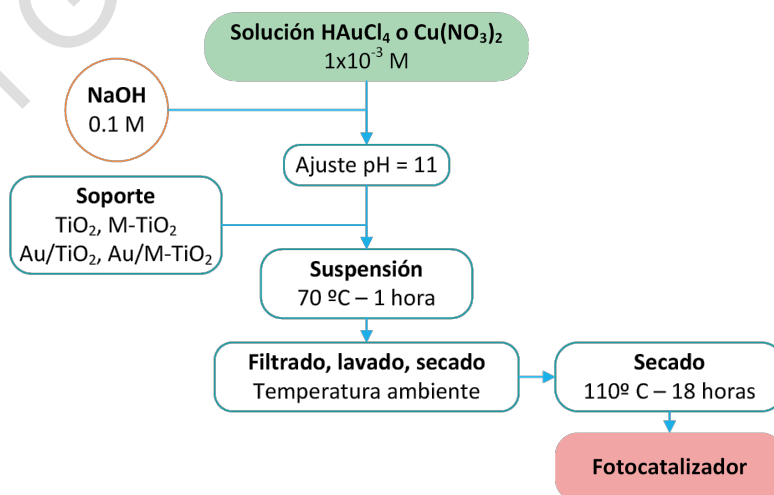 Solución HAuCl₄ o Cu(NO₃)₂
1x10⁻³ M
NaOH
0.1 M
Ajuste pH = 11
Soporte
TiO₂, M-TiO₂
Au/TiO₂, Au/M-TiO₂
Suspensión
70 ºC – 1 hora
Filtrado, lavado, secado
Temperatura ambiente
Secado
110º C – 18 horas
Fotocatalizador